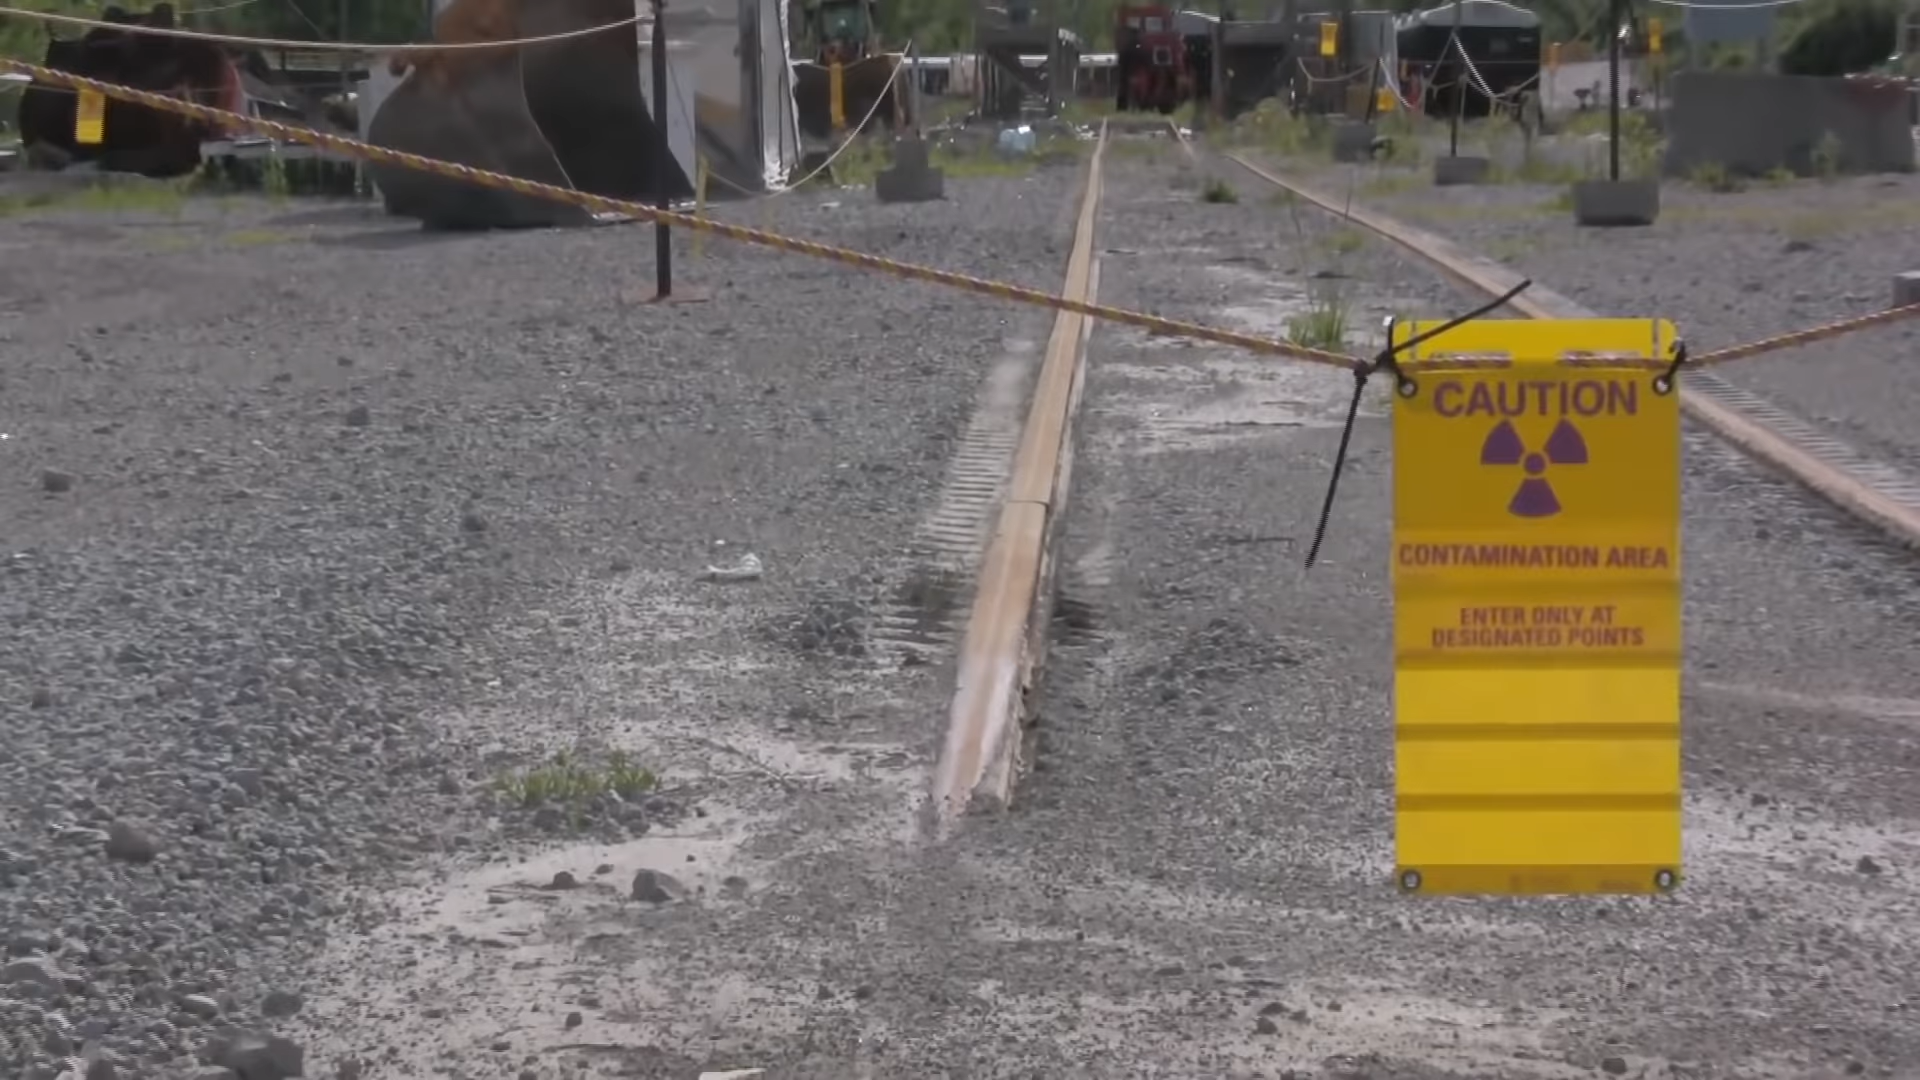 CAUTION
CONTAMINATION AREA
ENTER ONLY AT
DESIGNATED POINTS